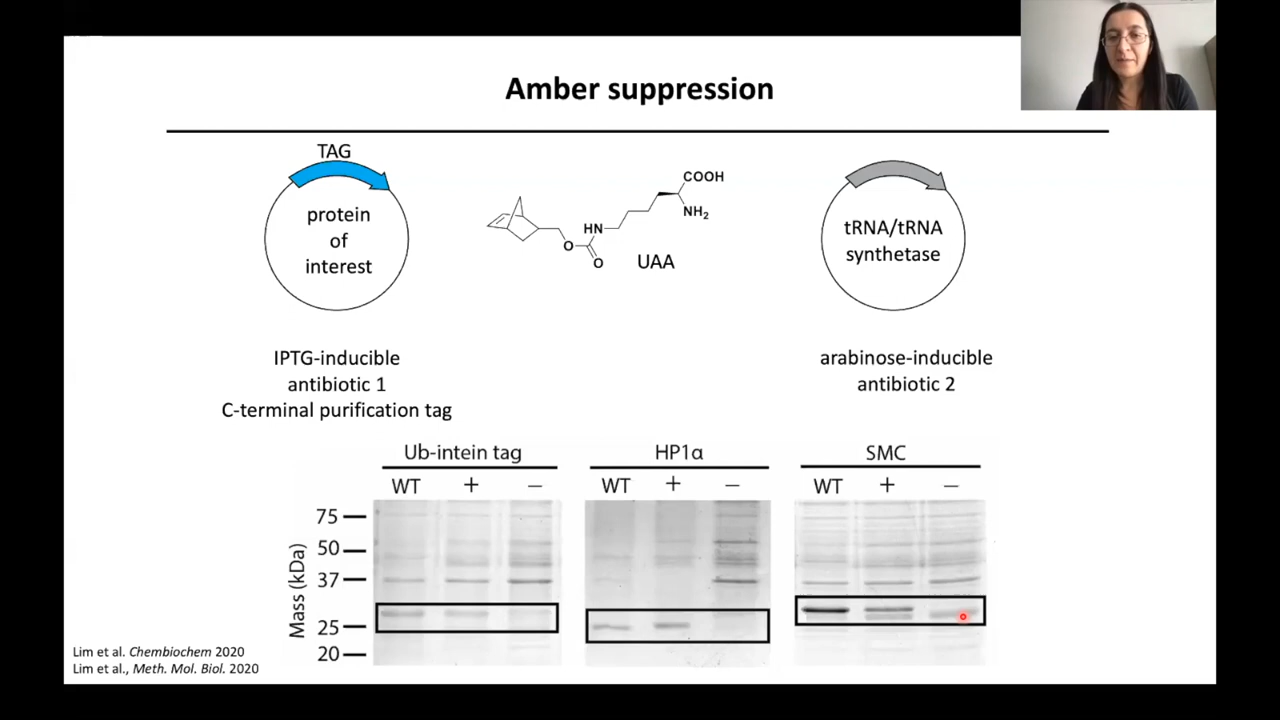 Amber suppression
TAG
protein
of
interest
COOH
NH₂
HN
O
O
UAA
tRNA/tRNA
synthetase
IPTG-inducible
antibiotic 1
C-terminal purification tag
arabinose-inducible
antibiotic 2
Ub-intein tag
HP1α
SMC
WT + −
WT + −
WT + −
Mass (kDa)
75
50
37
25
20
Lim et al. Chembiochem 2020
Lim et al., Meth. Mol. Biol. 2020